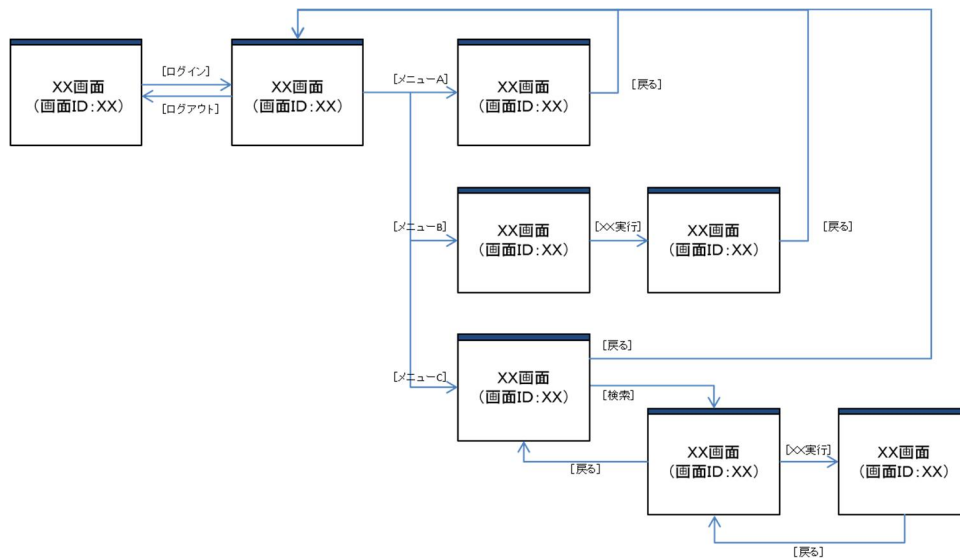 XX画面
（画面ID：XX）
[ログイン]
[ログアウト]
XX画面
（画面ID：XX）
[メニューA]
XX画面
（画面ID：XX）
[戻る]
[メニューB]
XX画面
（画面ID：XX）
[××実行]
XX画面
（画面ID：XX）
[戻る]
[メニューC]
XX画面
（画面ID：XX）
[戻る]
[検索]
[戻る]
XX画面
（画面ID：XX）
[××実行]
XX画面
（画面ID：XX）
[戻る]